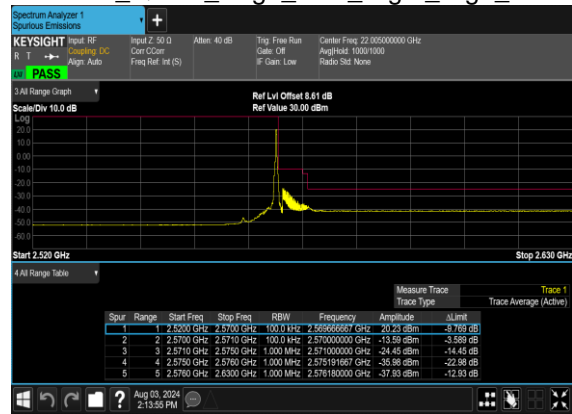 Spectrum Analyzer 1
Spurious Emissions
KEYSIGHT Input: RF Input Z: 50 Ω Atten: 40 dB Trig: Free Run Center Freq: 22.005000000 GHz
R T Coupling: DC Corr CCorr Gate: Off Avg|Hold: 1000/1000
Align: Auto Freq Ref: Int (S) IF Gain: Low Radio Std: None
PASS
3 All Range Graph
Ref Lvl Offset 8.61 dB
Scale/Div 10.0 dB Ref Value 30.00 dBm
Log
20.0
10.0
0.00
-10.0
-20.0
-30.0
-40.0
-50.0
-60.0
Start 2.520 GHz Stop 2.630 GHz
4 All Range Table
Measure Trace Trace 1
Trace Type Trace Average (Active)
Spur Range Start Freq Stop Freq RBW Frequency Amplitude ΔLimit
1 1 2.5200 GHz 2.5700 GHz 100.0 kHz 2.569666667 GHz 20.23 dBm -9.769 dB
2 2 2.5700 GHz 2.5710 GHz 100.0 kHz 2.570000000 GHz -13.59 dBm -3.589 dB
3 3 2.5710 GHz 2.5750 GHz 1.000 MHz 2.571000000 GHz -24.45 dBm -14.45 dB
4 4 2.5750 GHz 2.5760 GHz 1.000 MHz 2.575191667 GHz -35.98 dBm -22.98 dB
5 5 2.5760 GHz 2.6300 GHz 1.000 MHz 2.576180000 GHz -37.93 dBm -12.93 dB
Aug 03, 2024
2:13:55 PM